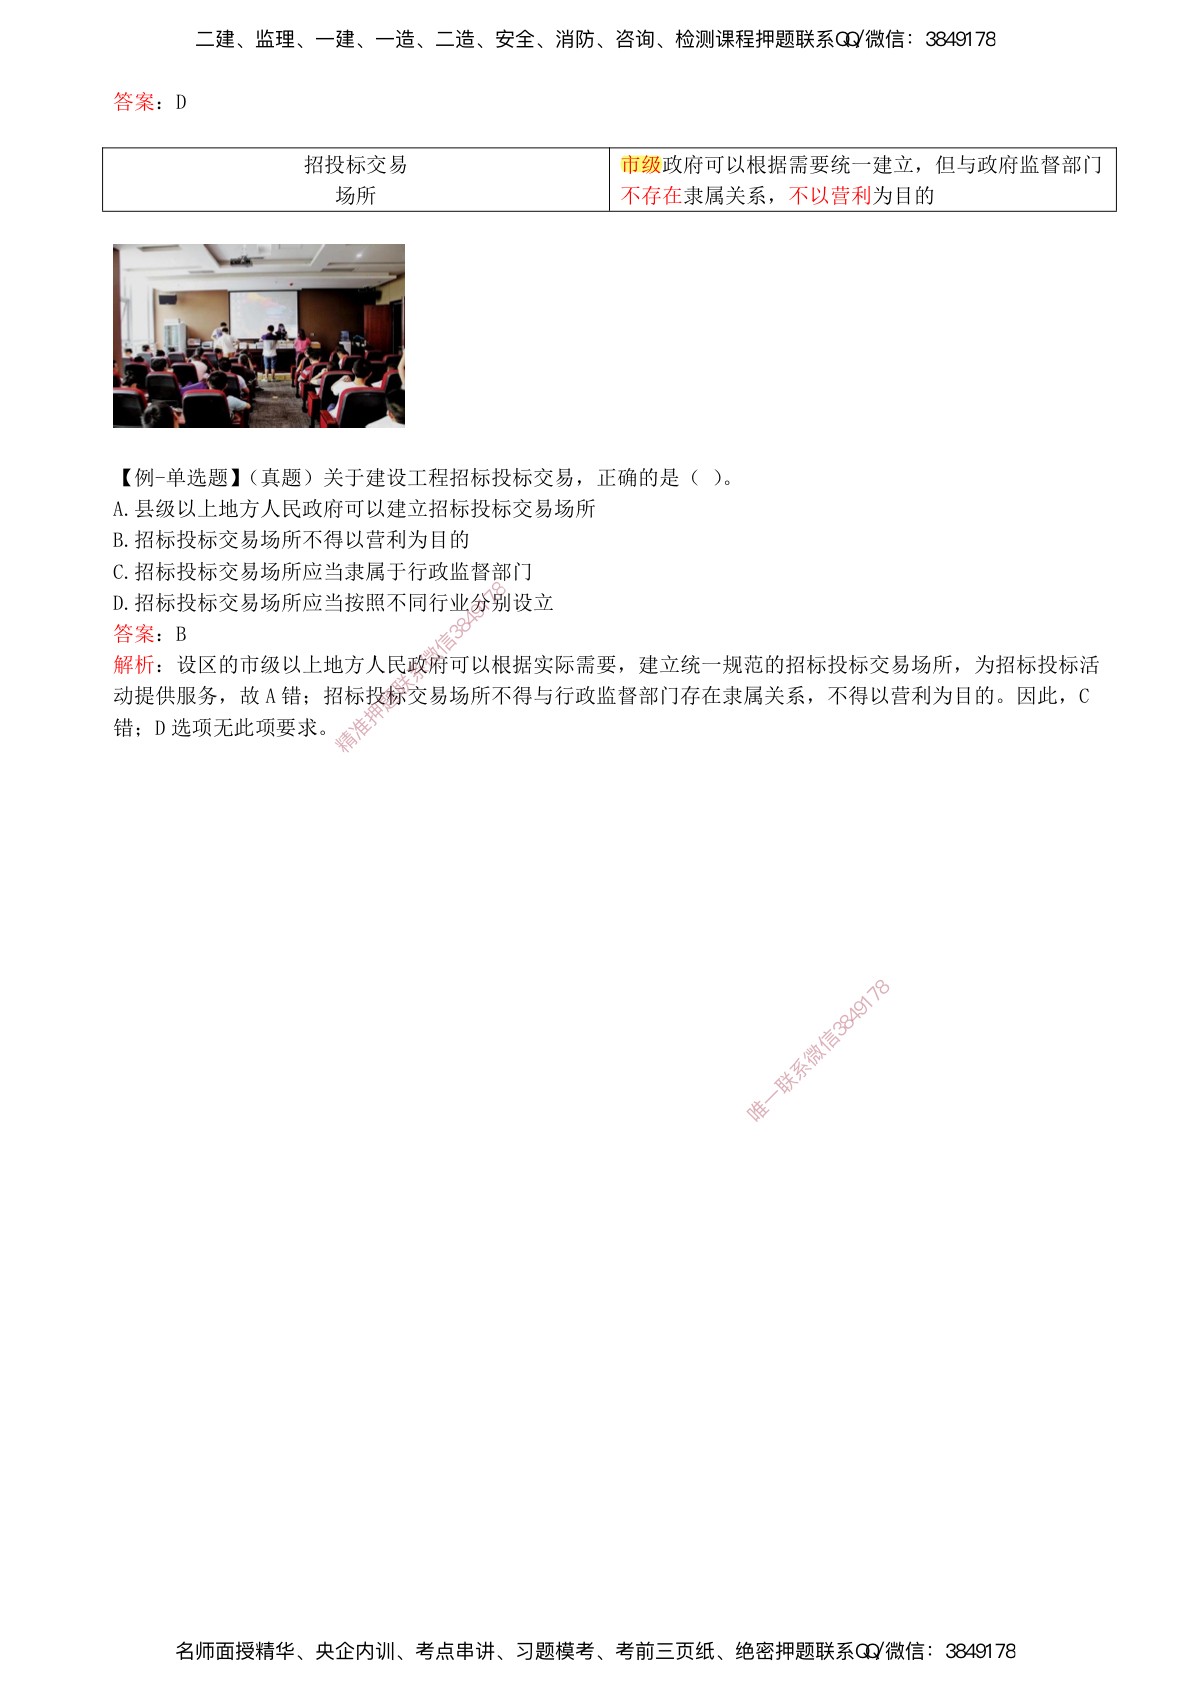 二建、监理、一建、一造、二造、安全、消防、咨询、检测课程押题联系QQ/微信：3849178
答案：D
招投标交易
场所
市级政府可以根据需要统一建立，但与政府监督部门
不存在隶属关系，不以营利为目的
【例-单选题】（真题）关于建设工程招标投标交易，正确的是（ ）。
A.县级以上地方人民政府可以建立招标投标交易场所
B.招标投标交易场所不得以营利为目的
C.招标投标交易场所应当隶属于行政监督部门
D.招标投标交易场所应当按照不同行业分别设立
答案：B
解析：设区的市级以上地方人民政府可以根据实际需要，建立统一规范的招标投标交易场所，为招标投标活
动提供服务，故 A 错；招标投标交易场所不得与行政监督部门存在隶属关系，不得以营利为目的。因此，C
错；D 选项无此项要求。
精准押题联系微信3849178
唯一联系微信3849178
名师面授精华、央企内训、考点串讲、习题模考、考前三页纸、绝密押题联系QQ/微信：3849178